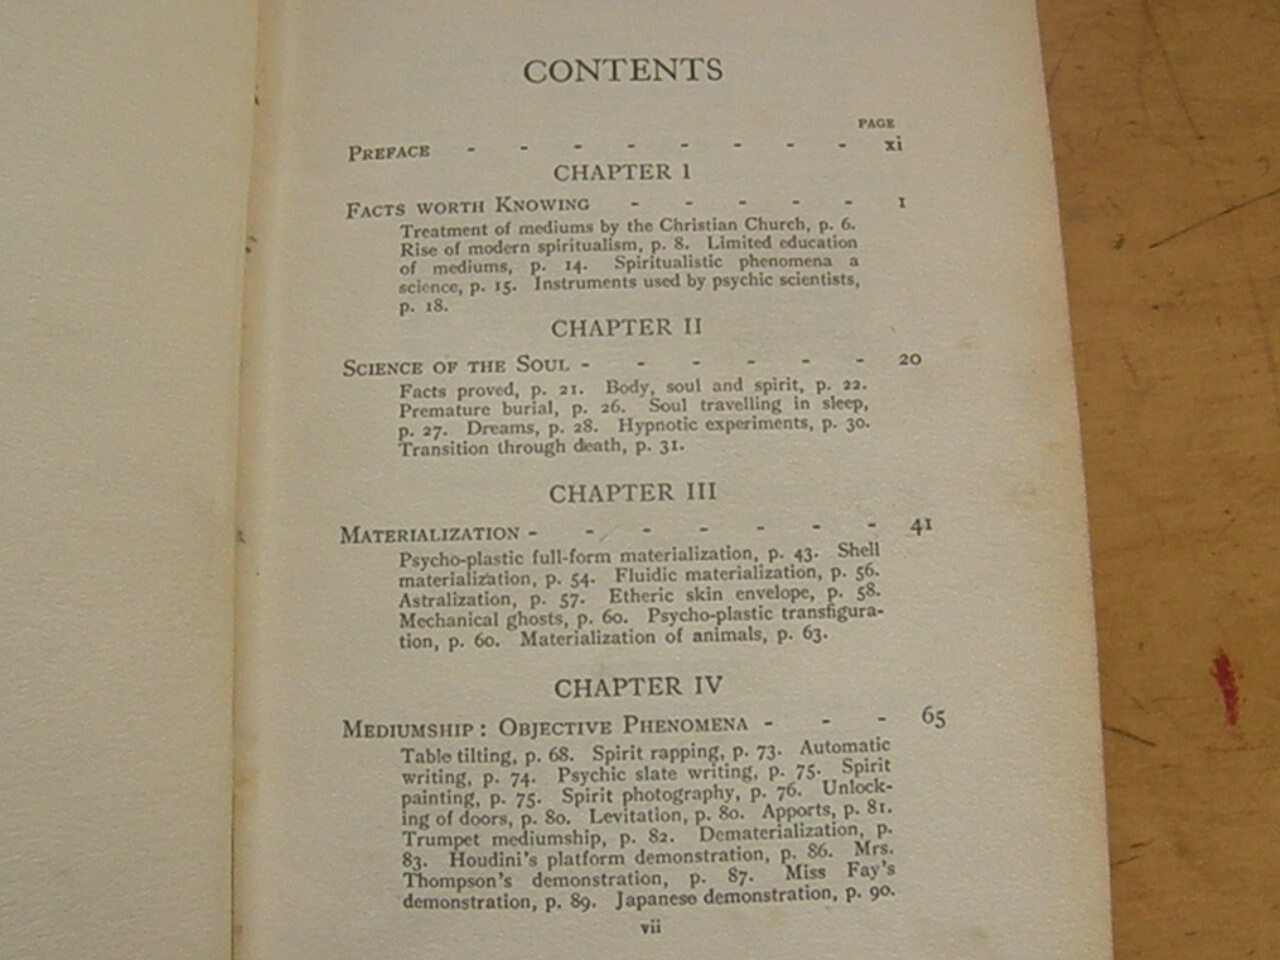 CONTENTS
PAGE
PREFACE - - - - - - - - xi
CHAPTER I
FACTS WORTH KNOWING - - - - - 1
Treatment of mediums by the Christian Church, p. 6.
Rise of modern spiritualism, p. 8. Limited education
of mediums, p. 14. Spiritualistic phenomena a
science, p. 15. Instruments used by psychic scientists,
p. 18.
CHAPTER II
SCIENCE OF THE SOUL - - - - - - 20
Facts proved, p. 21. Body, soul and spirit, p. 22.
Premature burial, p. 26. Soul travelling in sleep,
p. 27. Dreams, p. 28. Hypnotic experiments, p. 30.
Transition through death, p. 31.
CHAPTER III
MATERIALIZATION - - - - - - - 41
Psycho-plastic full-form materialization, p. 43. Shell
materialization, p. 54. Fluidic materialization, p. 56.
Astralization, p. 57. Etheric skin envelope, p. 58.
Mechanical ghosts, p. 60. Psycho-plastic transfigura-
tion, p. 60. Materialization of animals, p. 63.
CHAPTER IV
MEDIUMSHIP : OBJECTIVE PHENOMENA - - - 65
Table tilting, p. 68. Spirit rapping, p. 73. Automatic
writing, p. 74. Psychic slate writing, p. 75. Spirit
painting, p. 75. Spirit photography, p. 76. Unlock-
ing of doors, p. 80. Levitation, p. 80. Apports, p. 81.
Trumpet mediumship, p. 82. Dematerialization, p.
83. Houdini's platform demonstration, p. 86. Mrs.
Thompson's demonstration, p. 87. Miss Fay's
demonstration, p. 89. Japanese demonstration, p. 90.
vii